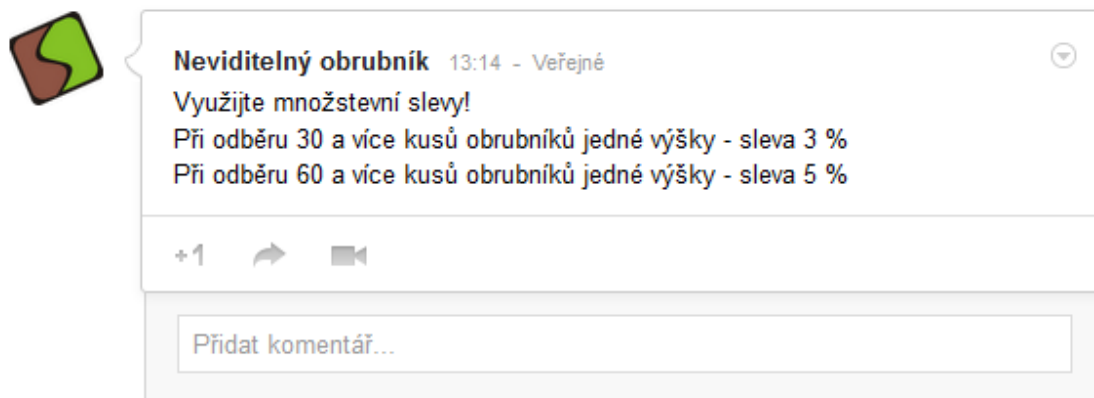 Neviditelný obrubník 13:14 - Veřejné
Využijte množstevní slevy!
Při odběru 30 a více kusů obrubníků jedné výšky - sleva 3 %
Při odběru 60 a více kusů obrubníků jedné výšky - sleva 5 %
+1
Přidat komentář...